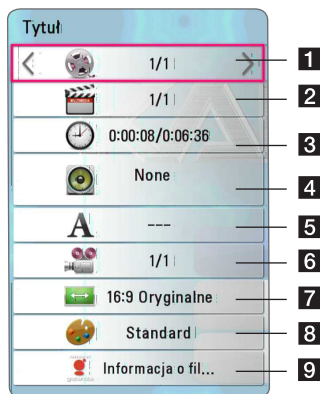 Tytuł
1/1
1
1/1
2
0:00:08/0:06:36
3
None
4
A
---
5
1/1
6
16:9 Oryginalne
7
Standard
8
Informacja o fil...
9